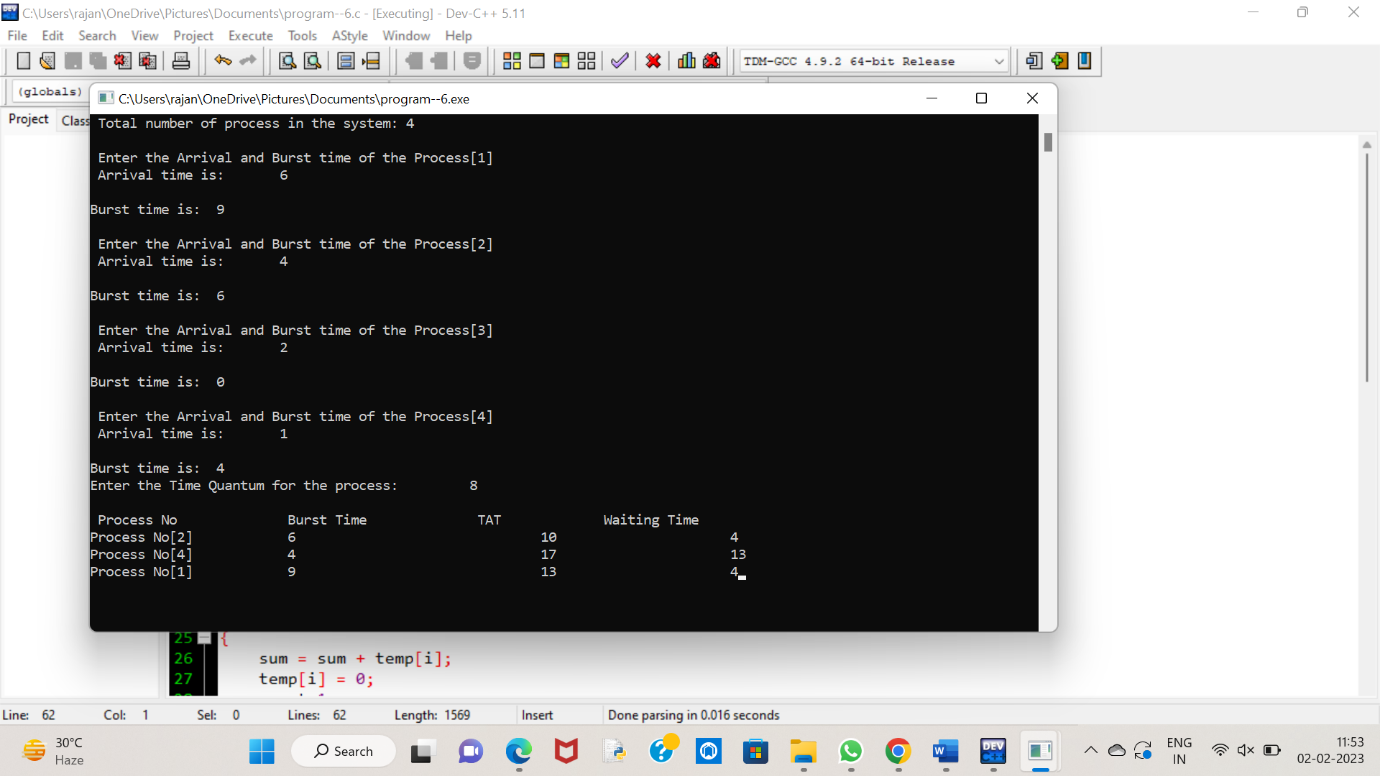 C:\Users\rajan\OneDrive\Pictures\Documents\program--6.c - [Executing] - Dev-C++ 5.11
File Edit Search View Project Execute Tools AStyle Window Help
TDM-GCC 4.9.2 64-bit Release
(globals)
Project Class
C:\Users\rajan\OneDrive\Pictures\Documents\program--6.exe
Total number of process in the system: 4
Enter the Arrival and Burst time of the Process[1]
Arrival time is: 6
Burst time is: 9
Enter the Arrival and Burst time of the Process[2]
Arrival time is: 4
Burst time is: 6
Enter the Arrival and Burst time of the Process[3]
Arrival time is: 2
Burst time is: 0
Enter the Arrival and Burst time of the Process[4]
Arrival time is: 1
Burst time is: 4
Enter the Time Quantum for the process: 8
Process No Burst Time TAT Waiting Time
Process No[2] 6 10 4
Process No[4] 4 17 13
Process No[1] 9 13 4
25 {
26 sum = sum + temp[i];
27 temp[i] = 0;
Line: 62 Col: 1 Sel: 0 Lines: 62 Length: 1569 Insert Done parsing in 0.016 seconds
30°C
Haze
Search
DEV
ENG
IN
11:53
02-02-2023